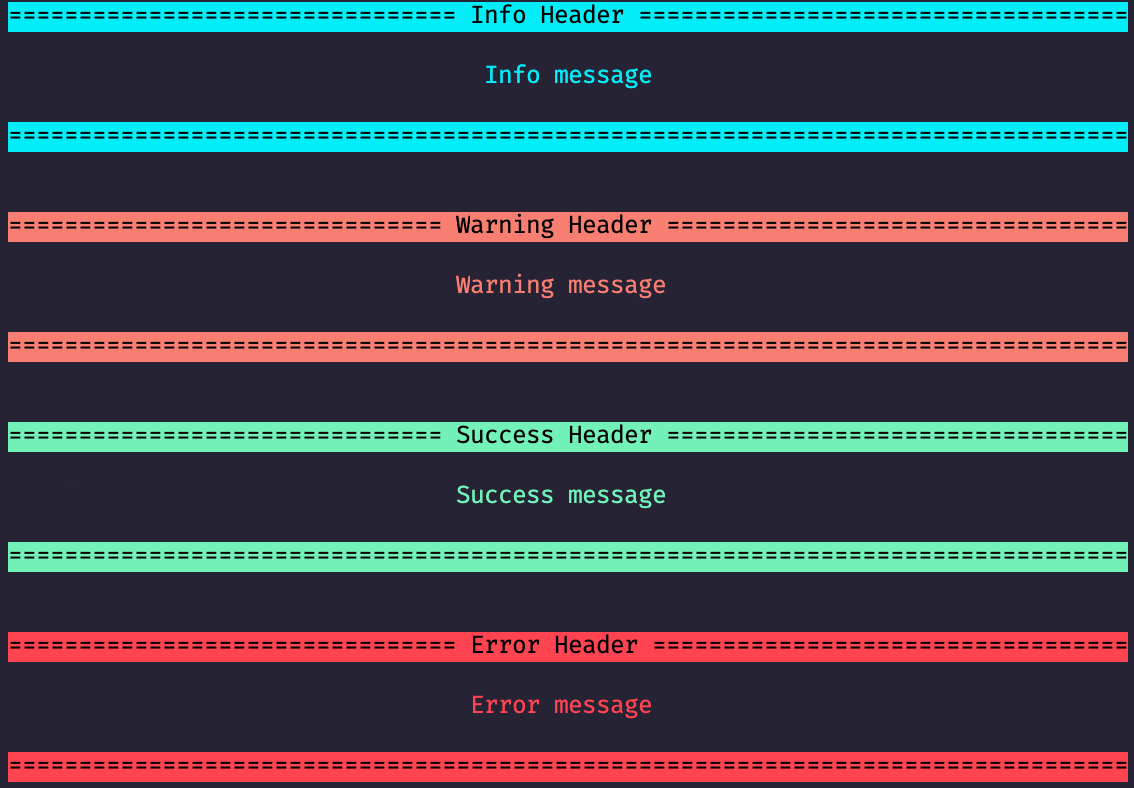 ================================ Info Header ===================================
Info message
================================================================================
=============================== Warning Header =================================
Warning message
================================================================================
=============================== Success Header =================================
Success message
================================================================================
================================ Error Header ==================================
Error message
================================================================================